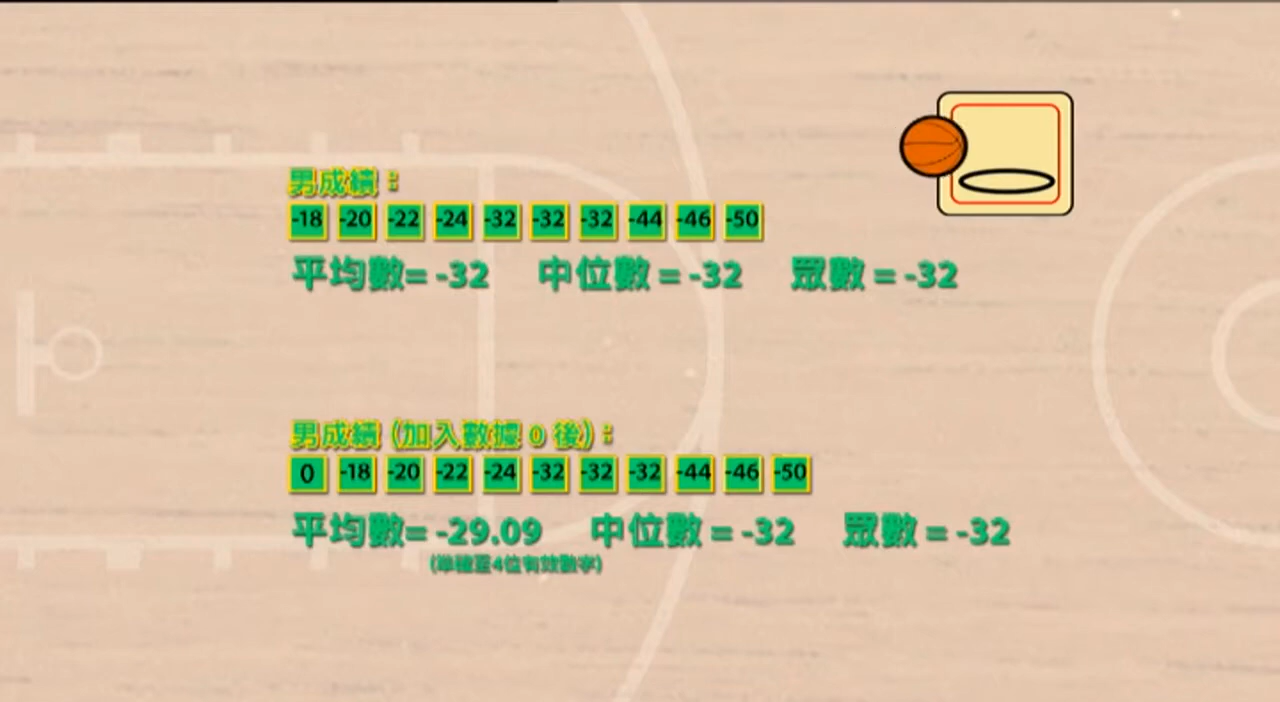 男成績：
-18 -20 -22 -24 -32 -32 -32 -44 -46 -50
平均數= -32 中位數 = -32 眾數 = -32
男成績 (加入數據 0 後)：
0 -18 -20 -22 -24 -32 -32 -32 -44 -46 -50
平均數= -29.09 中位數 = -32 眾數 = -32
(準確至4位有效數字)